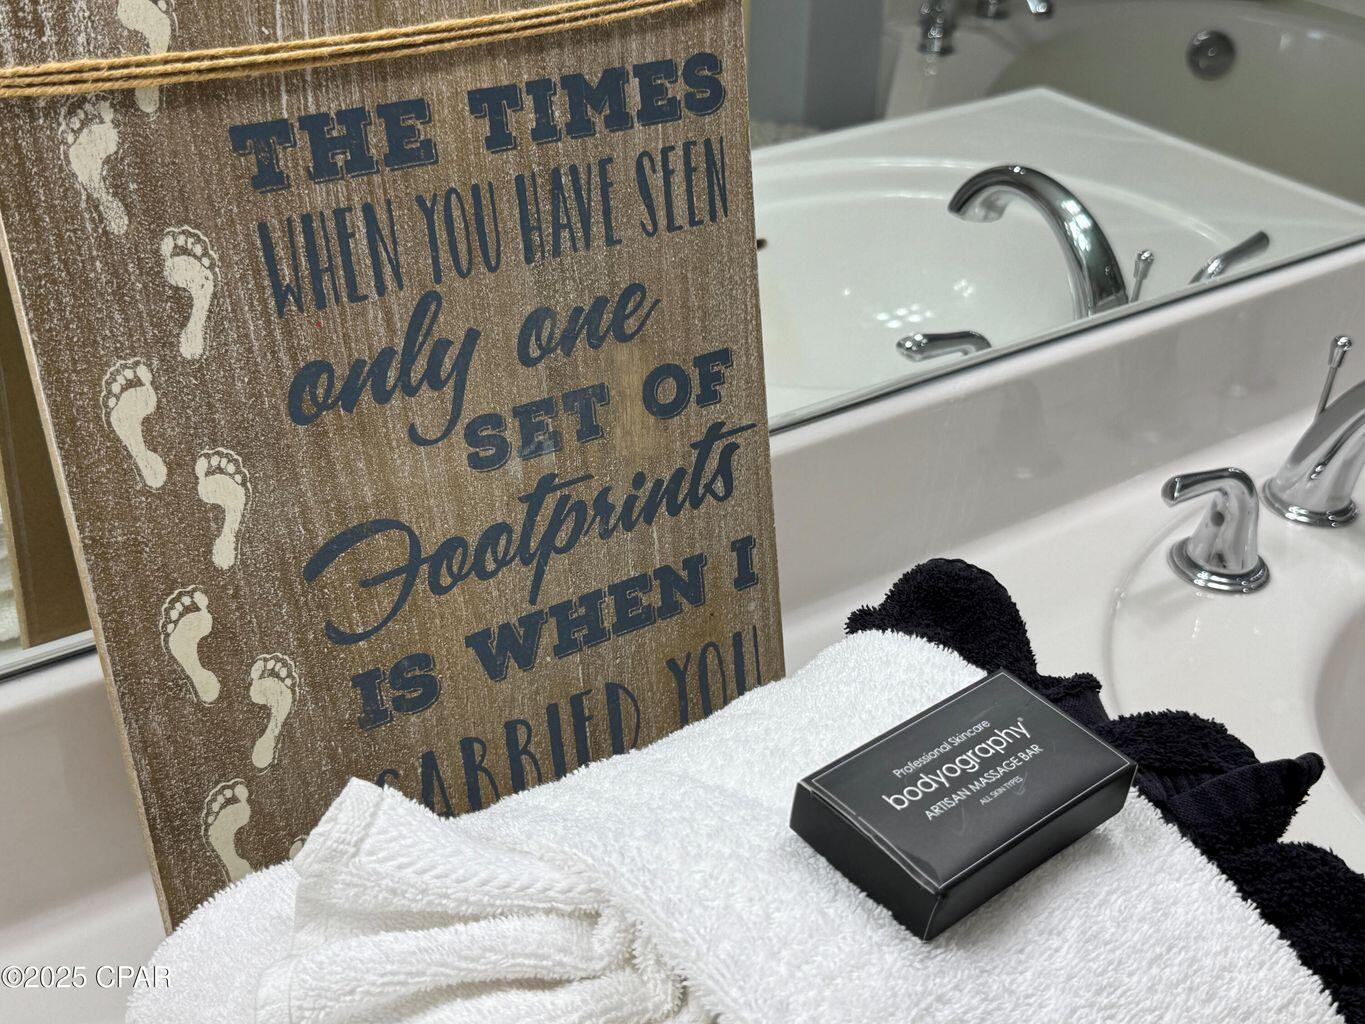 THE TIMES
WHEN YOU HAVE SEEN
only one
SET OF
Footprints
IS WHEN I
CARRIED YOU
Professional Skincare
bodyography®
ARTISAN MASSAGE BAR
ALL SKIN TYPES
©2025 CPAR